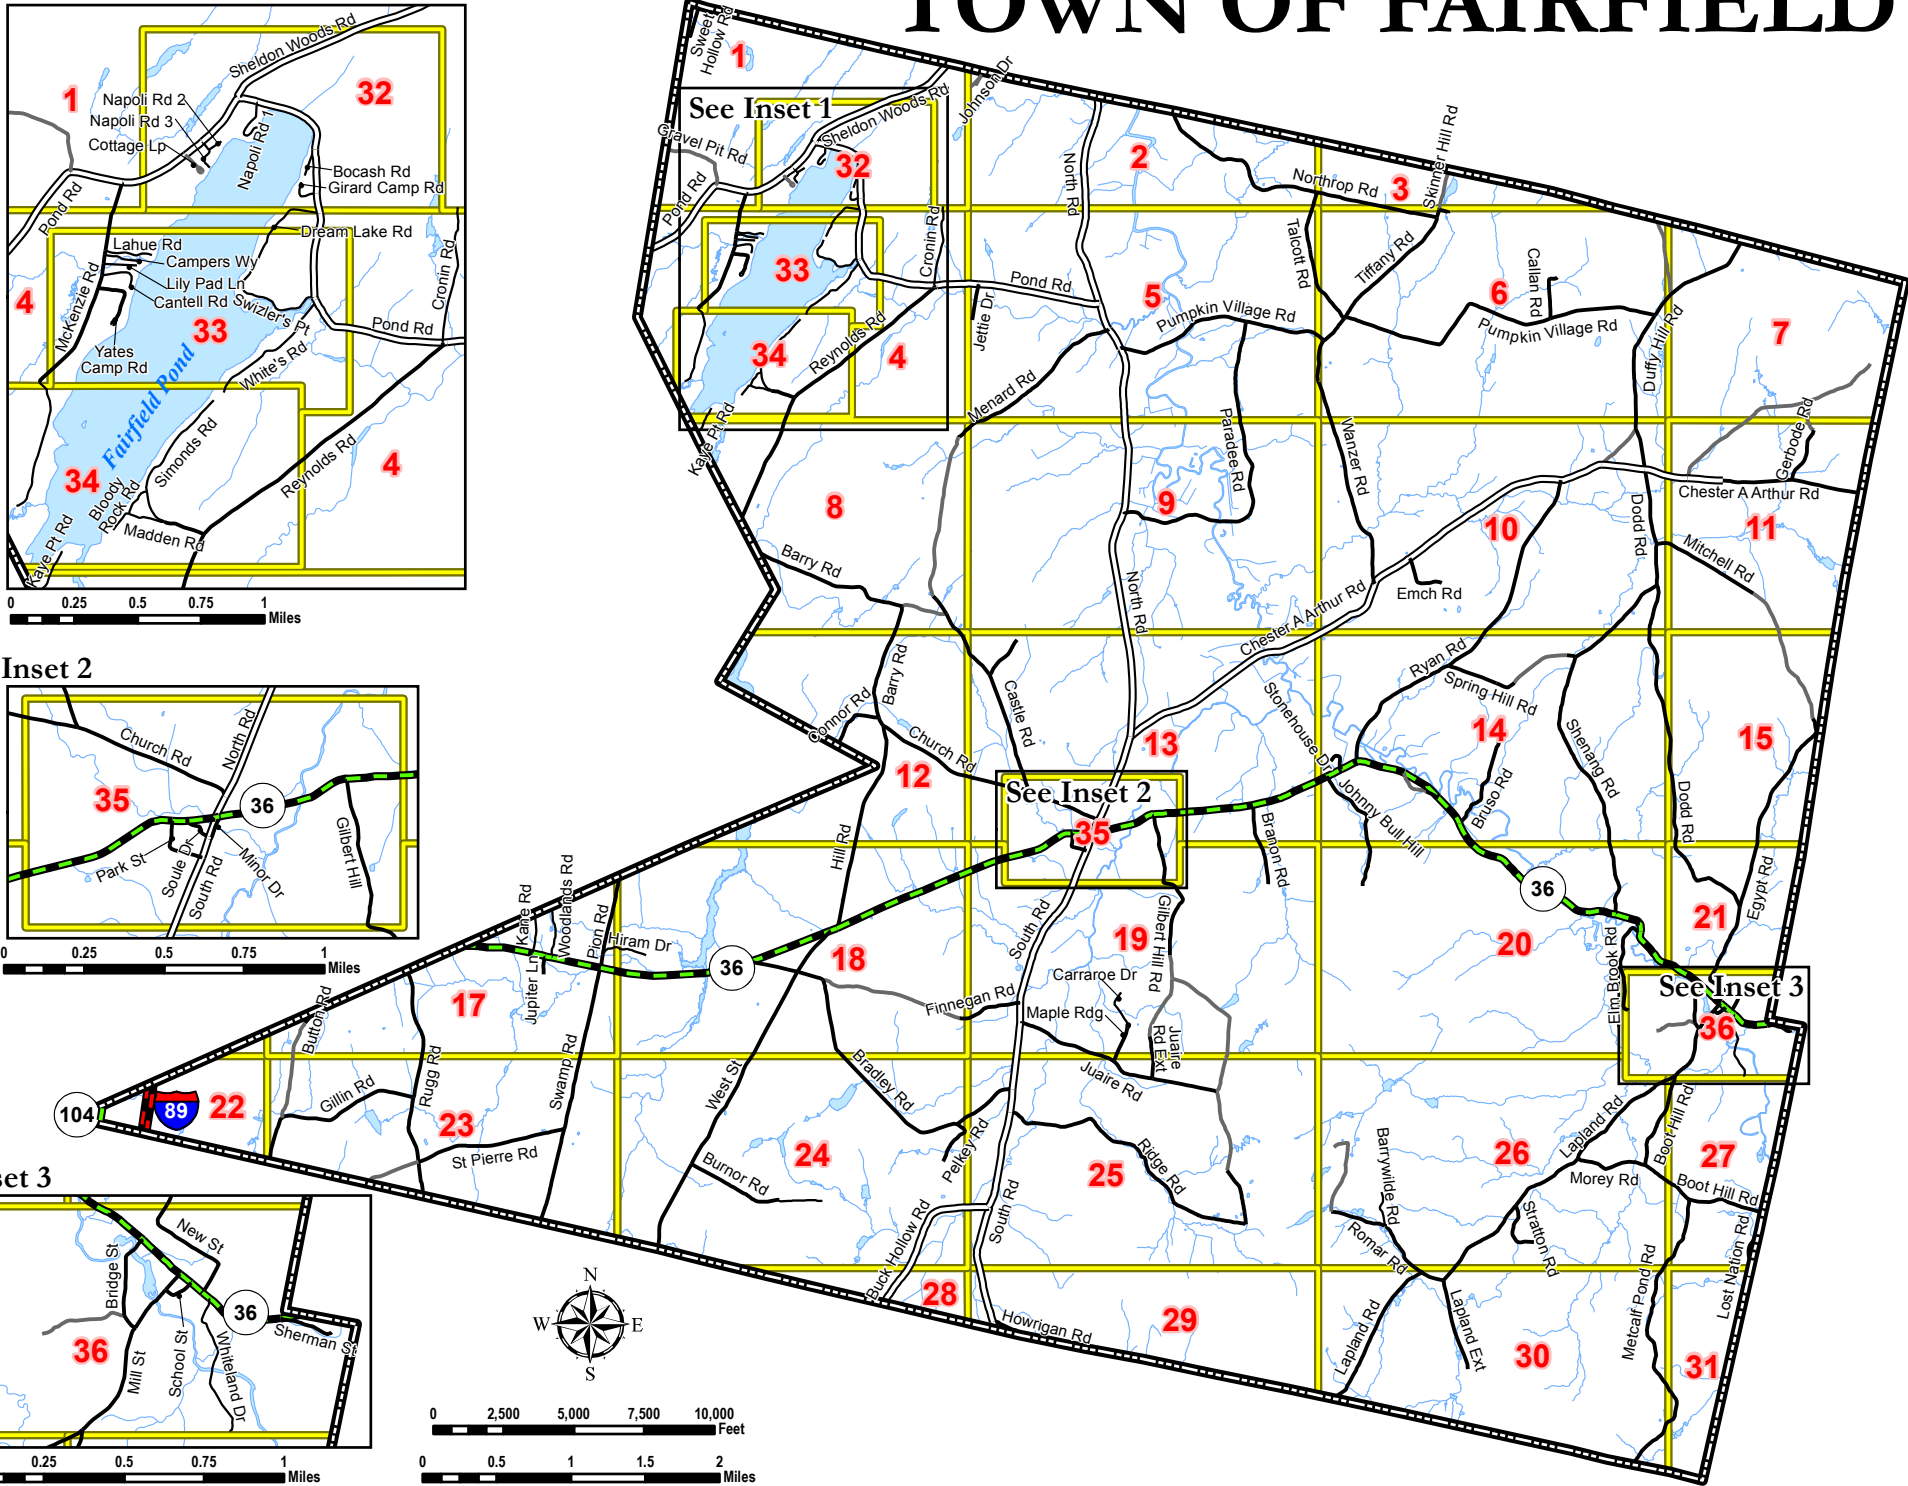 TOWN OF FAIRFIELD
Sheldon Woods Rd
1
32
Napoli Rd 2
Napoli Rd 3
Cottage Lp
Napoli Rd 1
Bocash Rd
Girard Camp Rd
Pond Rd
Dream Lake Rd
Lahue Rd
Campers Wy
Lily Pad Ln
Cantell Rd
Swizler's Pt
McKenzie Rd
4
33
Cronin Rd
Pond Rd
Yates
Camp Rd
White's Rd
Fairfield Pond
Simonds Rd
Reynolds Rd
4
34
Bloody
Rock Rd
Madden Rd
Kaye Pt Rd
0 0.25 0.5 0.75 1
Miles
Inset 2
Church Rd
North Rd
35
36
Park St
Soule Dr
South Rd
Minor Dr
Gilbert Hill
0 0.25 0.5 0.75 1
Miles
set 3
New St
Bridge St
36
Sherman St
36
Mill St
School St
Whiteland Dr
0.25 0.5 0.75 1
Miles
Sweet
Hollow Rd
1
See Inset 1
Sheldon Woods Rd
Johnson Dr
Gravel Pit Rd
32
Pond Rd
North Rd
2
Northrop Rd
3
Skinner Hill Rd
33
Cronin Rd
Pond Rd
Jettie Dr
5
Pumpkin Village Rd
Talcott Rd
Tiffany Rd
6
Callan Rd
Pumpkin Village Rd
Duffy Hill Rd
7
34
Reynolds Rd
4
Menard Rd
Kaye Pt Rd
Paradee Rd
Wanzer Rd
Gerbode Rd
Chester A Arthur Rd
8
9
10
Dodd Rd
11
Mitchell Rd
Barry Rd
North Rd
Emch Rd
Chester A Arthur Rd
Barry Rd
Connor Rd
Castle Rd
Stonehouse Dr
Ryan Rd
Spring Hill Rd
Shenang Rd
14
15
Church Rd
12
13
See Inset 2
35
Johnny Bull Hill
Bruso Rd
Dodd Rd
Hill Rd
Branon Rd
36
Egypt Rd
Kane Rd
Woodlands Rd
Pion Rd
Hiram Dr
36
18
South Rd
19
Gilbert Hill Rd
20
21
Elm Brook Rd
Carraroe Dr
Maple Rdg
See Inset 3
36
17
Jupiter Ln
Button Rd
Finnegan Rd
Juaire
Rd Ext
Juaire Rd
104
89
22
Gillin Rd
Rugg Rd
Swamp Rd
23
St Pierre Rd
West St
Bradley Rd
24
Pelkey Rd
Burnor Rd
25
Ridge Rd
Barrywilde Rd
26
Lapland Rd
Boot Hill Rd
27
Morey Rd
Boot Hill Rd
Stratton Rd
Romar Rd
Buck Hollow Rd
South Rd
28
Howrigan Rd
29
Lapland Rd
Lapland Ext
30
Metcalf Pond Rd
Lost Nation Rd
31
N
W E
S
0 2,500 5,000 7,500 10,000
Feet
0 0.5 1 1.5 2
Miles